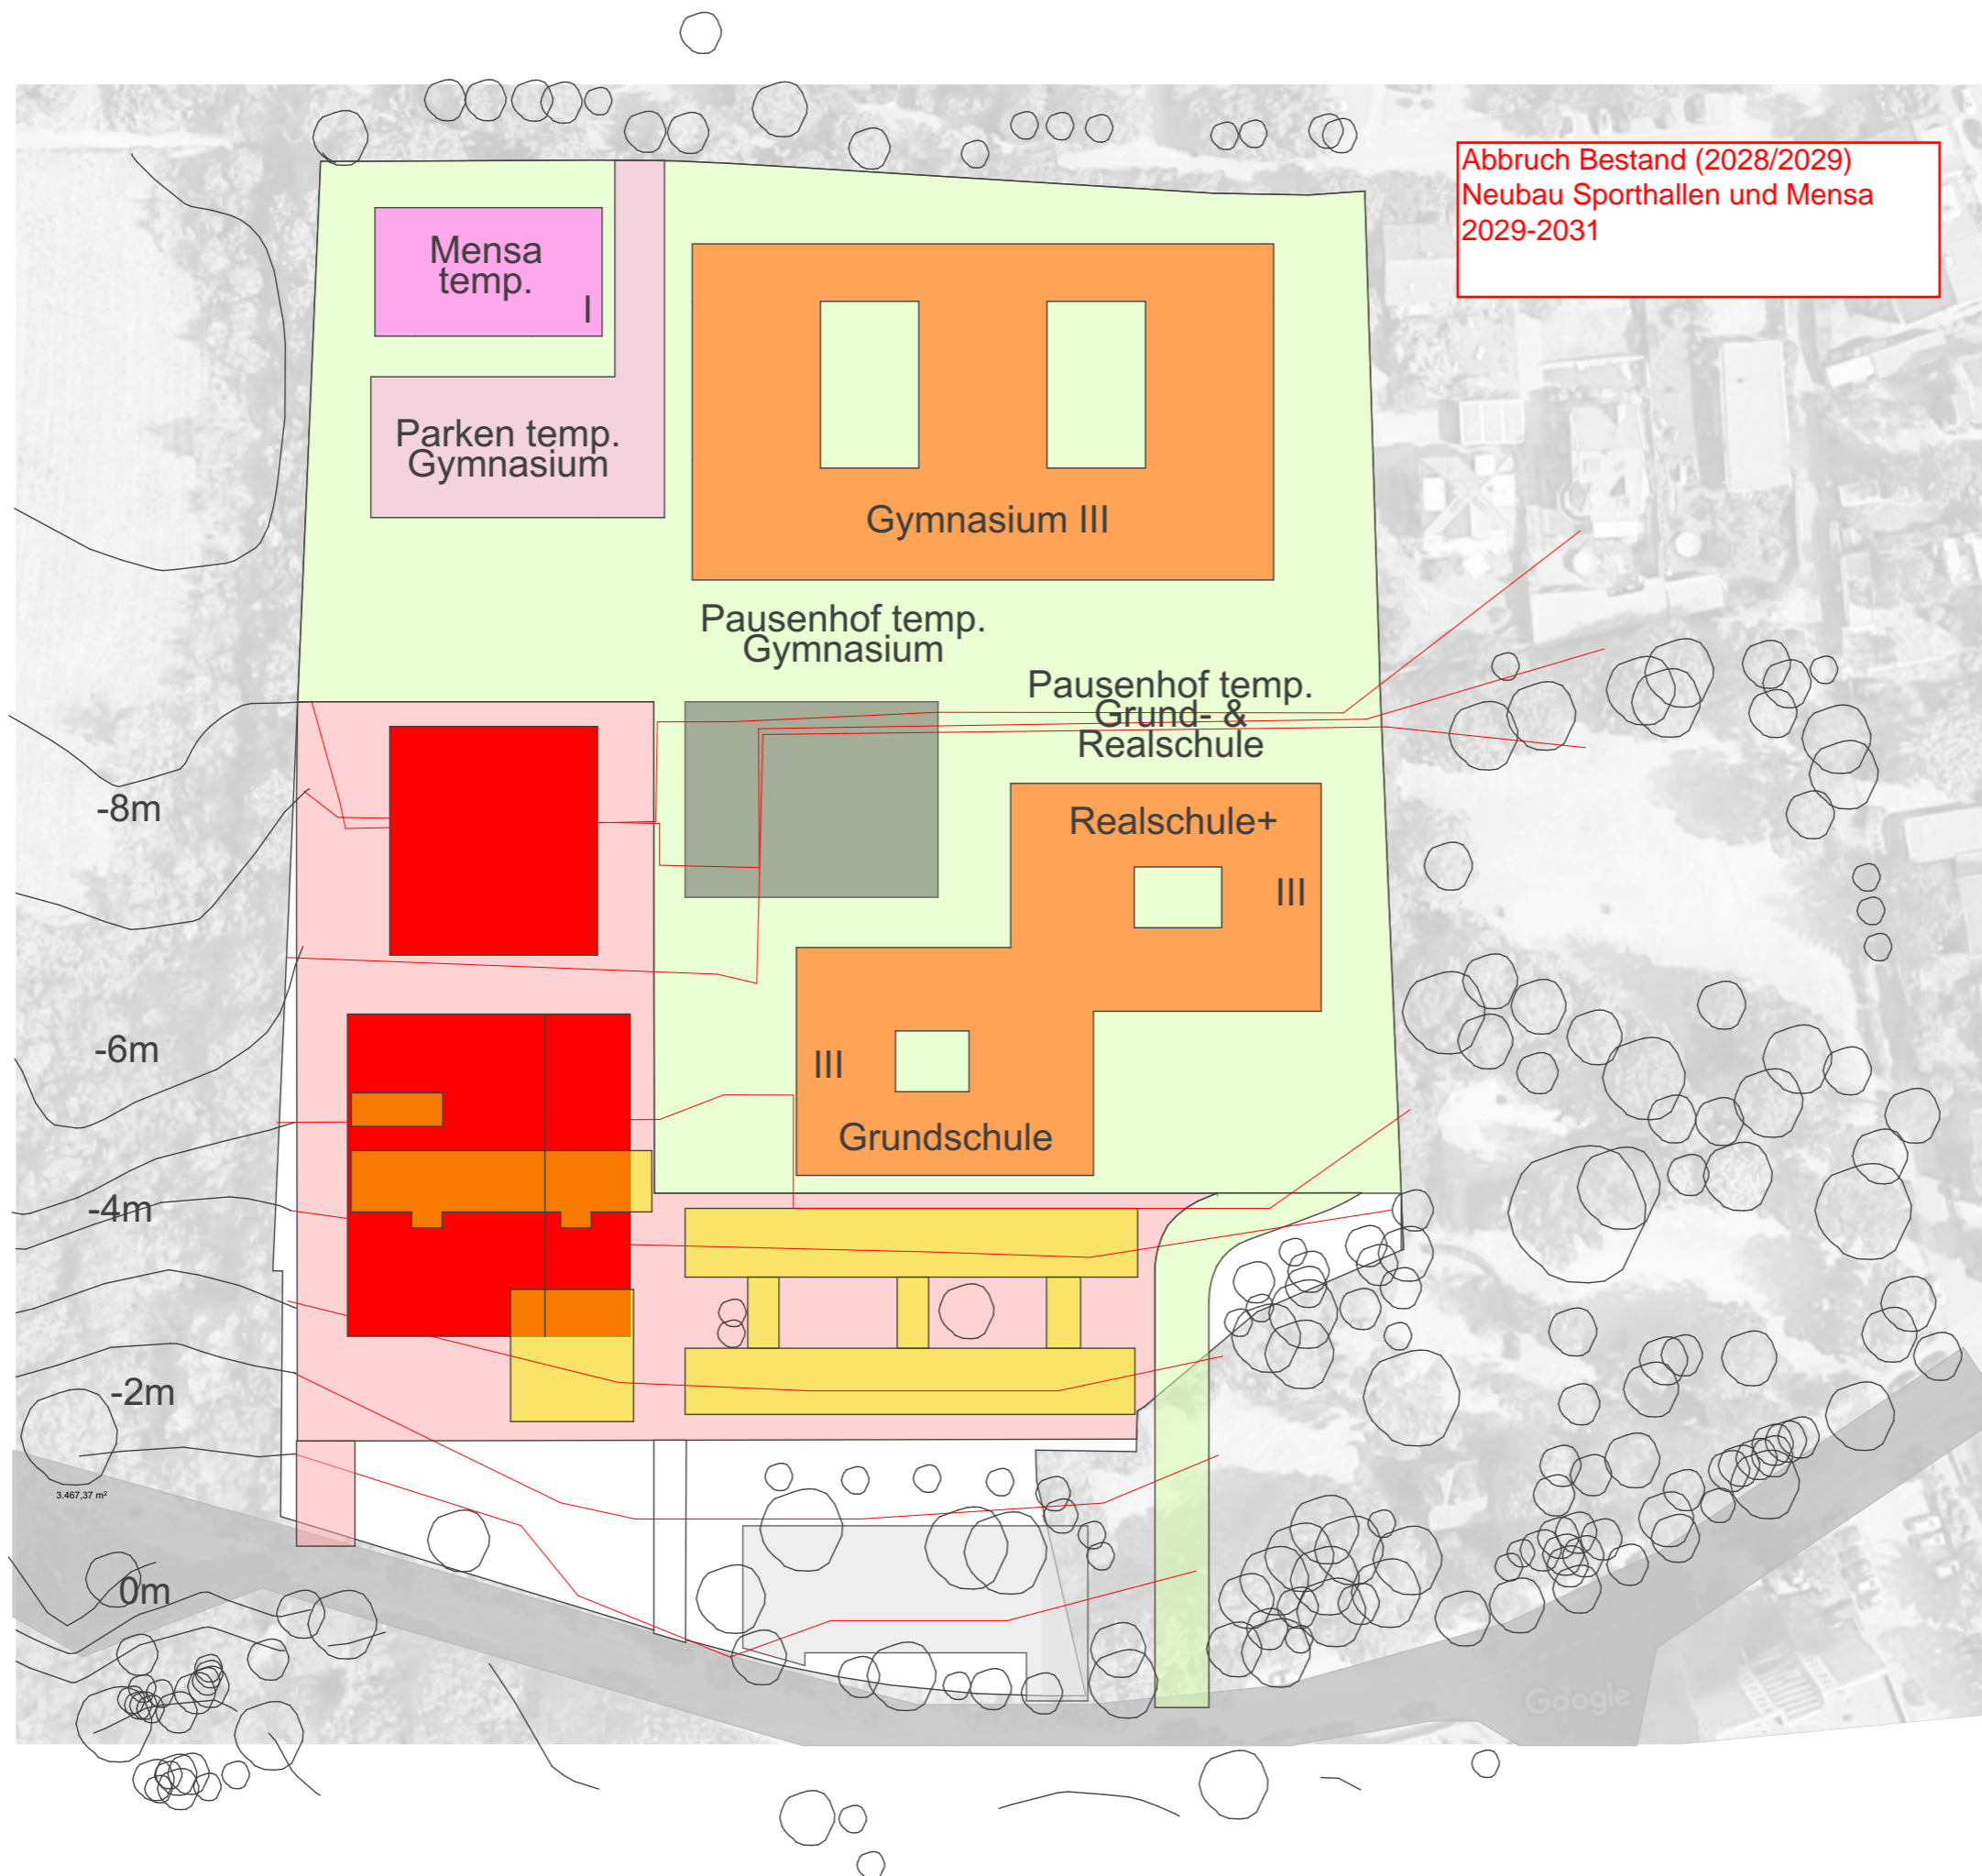 Abbruch Bestand (2028/2029)
Neubau Sporthallen und Mensa
2029-2031
Mensa
temp.
I
Parken temp.
Gymnasium
Gymnasium III
Pausenhof temp.
Gymnasium
Pausenhof temp.
Grund- &
Realschule
Realschule+
III
III
Grundschule
-8m
-6m
-4m
-2m
3.467,37 m²
0m
Google